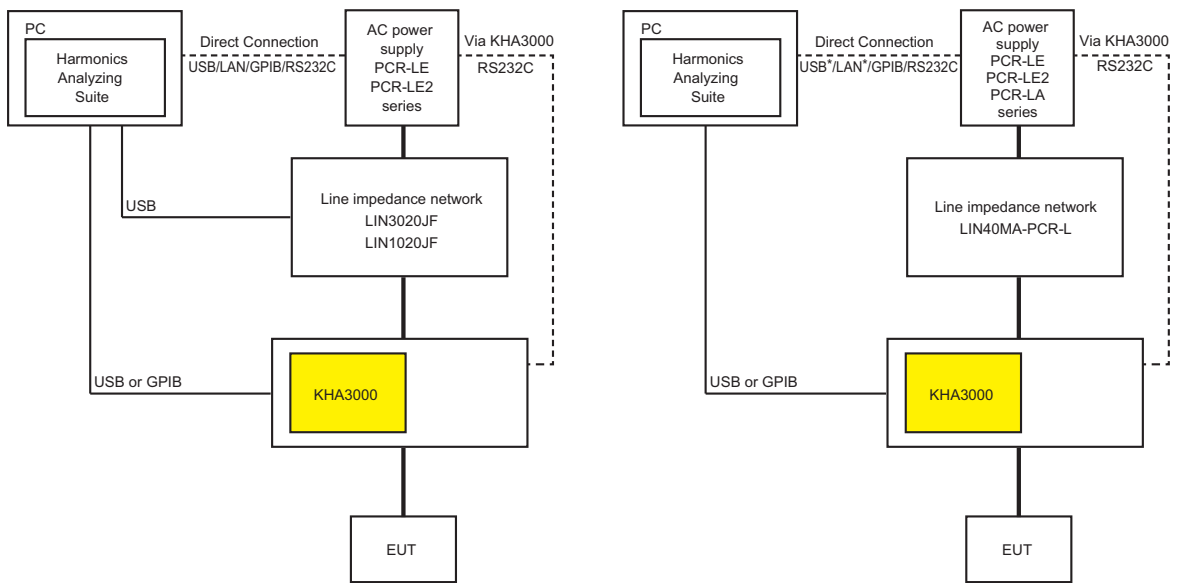 PC
Harmonics
Analyzing
Suite
Direct Connection
USB/LAN/GPIB/RS232C
AC power
supply
PCR-LE
PCR-LE2
series
Via KHA3000
RS232C
USB
Line impedance network
LIN3020JF
LIN1020JF
USB or GPIB
KHA3000
EUT
PC
Harmonics
Analyzing
Suite
Direct Connection
USB*/LAN*/GPIB/RS232C
AC power
supply
PCR-LE
PCR-LE2
PCR-LA
series
Via KHA3000
RS232C
Line impedance network
LIN40MA-PCR-L
USB or GPIB
KHA3000
EUT